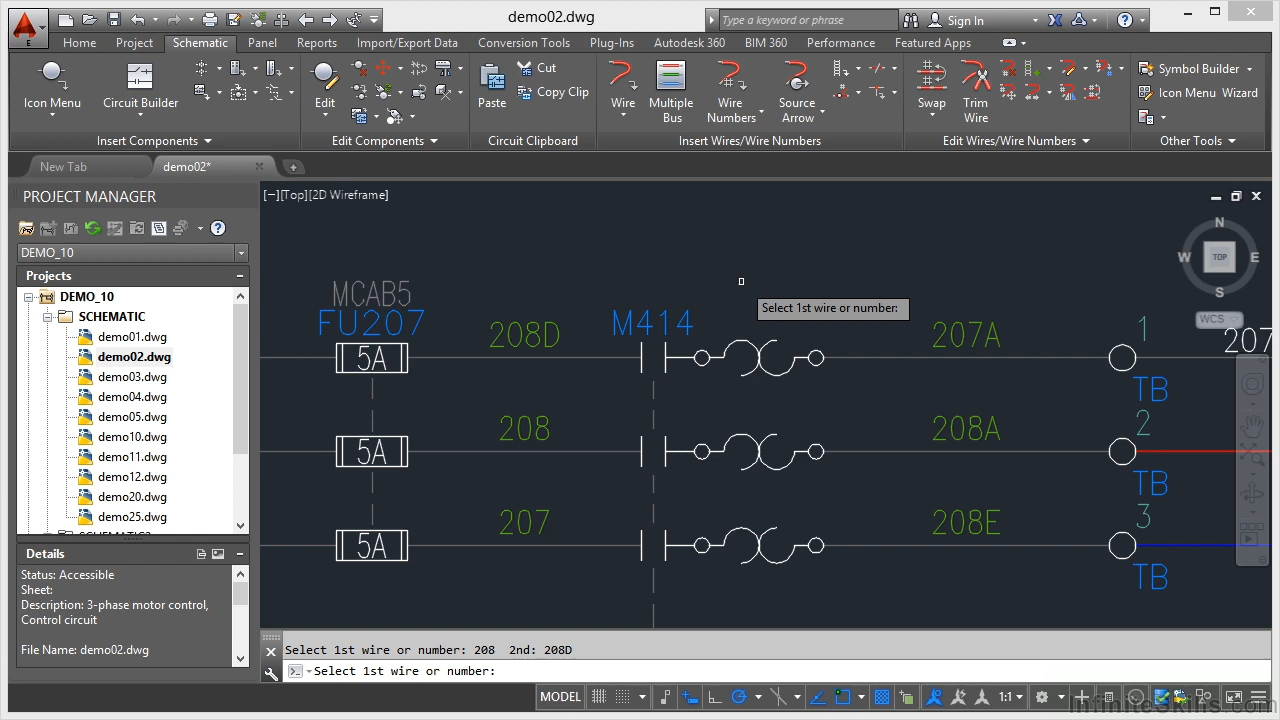 demo02.dwg
Type a keyword or phrase
Sign In
E
Home Project Schematic Panel Reports Import/Export Data Conversion Tools Plug-Ins Autodesk 360 BIM 360 Performance Featured Apps
Icon Menu
Circuit Builder
Edit
Paste
Cut
Copy Clip
Wire
Multiple Bus
Wire Numbers
Source Arrow
Swap
Trim Wire
Symbol Builder
Icon Menu Wizard
Insert Components
Edit Components
Circuit Clipboard
Insert Wires/Wire Numbers
Edit Wires/Wire Numbers
Other Tools
New Tab
demo02*
PROJECT MANAGER
DEMO_10
Projects
DEMO_10
SCHEMATIC
demo01.dwg
demo02.dwg
demo03.dwg
demo04.dwg
demo05.dwg
demo10.dwg
demo11.dwg
demo12.dwg
demo20.dwg
demo25.dwg
Details
Status: Accessible
Sheet:
Description: 3-phase motor control,
Control circuit
File Name: demo02.dwg
[−][Top][2D Wireframe]
N
W TOP E
S
WCS
MCAB5
FU207 208D M414 207A 1 207
5A
TB
208 208A 2
5A
TB
207 208E 3
5A
TB
Select 1st wire or number:
Select 1st wire or number: 208 2nd: 208D
Select 1st wire or number:
MODEL
1:1
InfiniteSkills.com